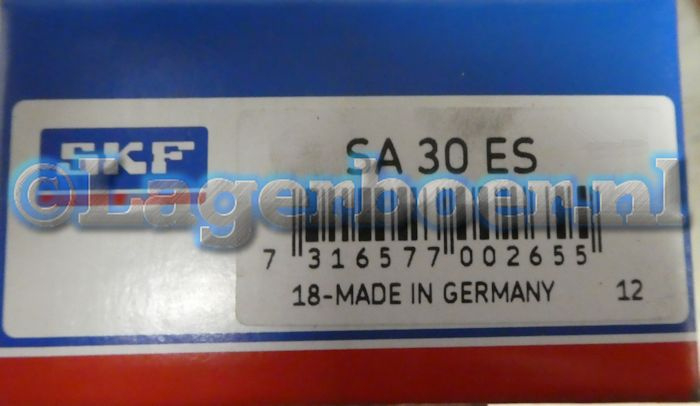 SKF
SA 30 ES
©Lagerboer.nl
7 316577 002655
18-MADE IN GERMANY 12